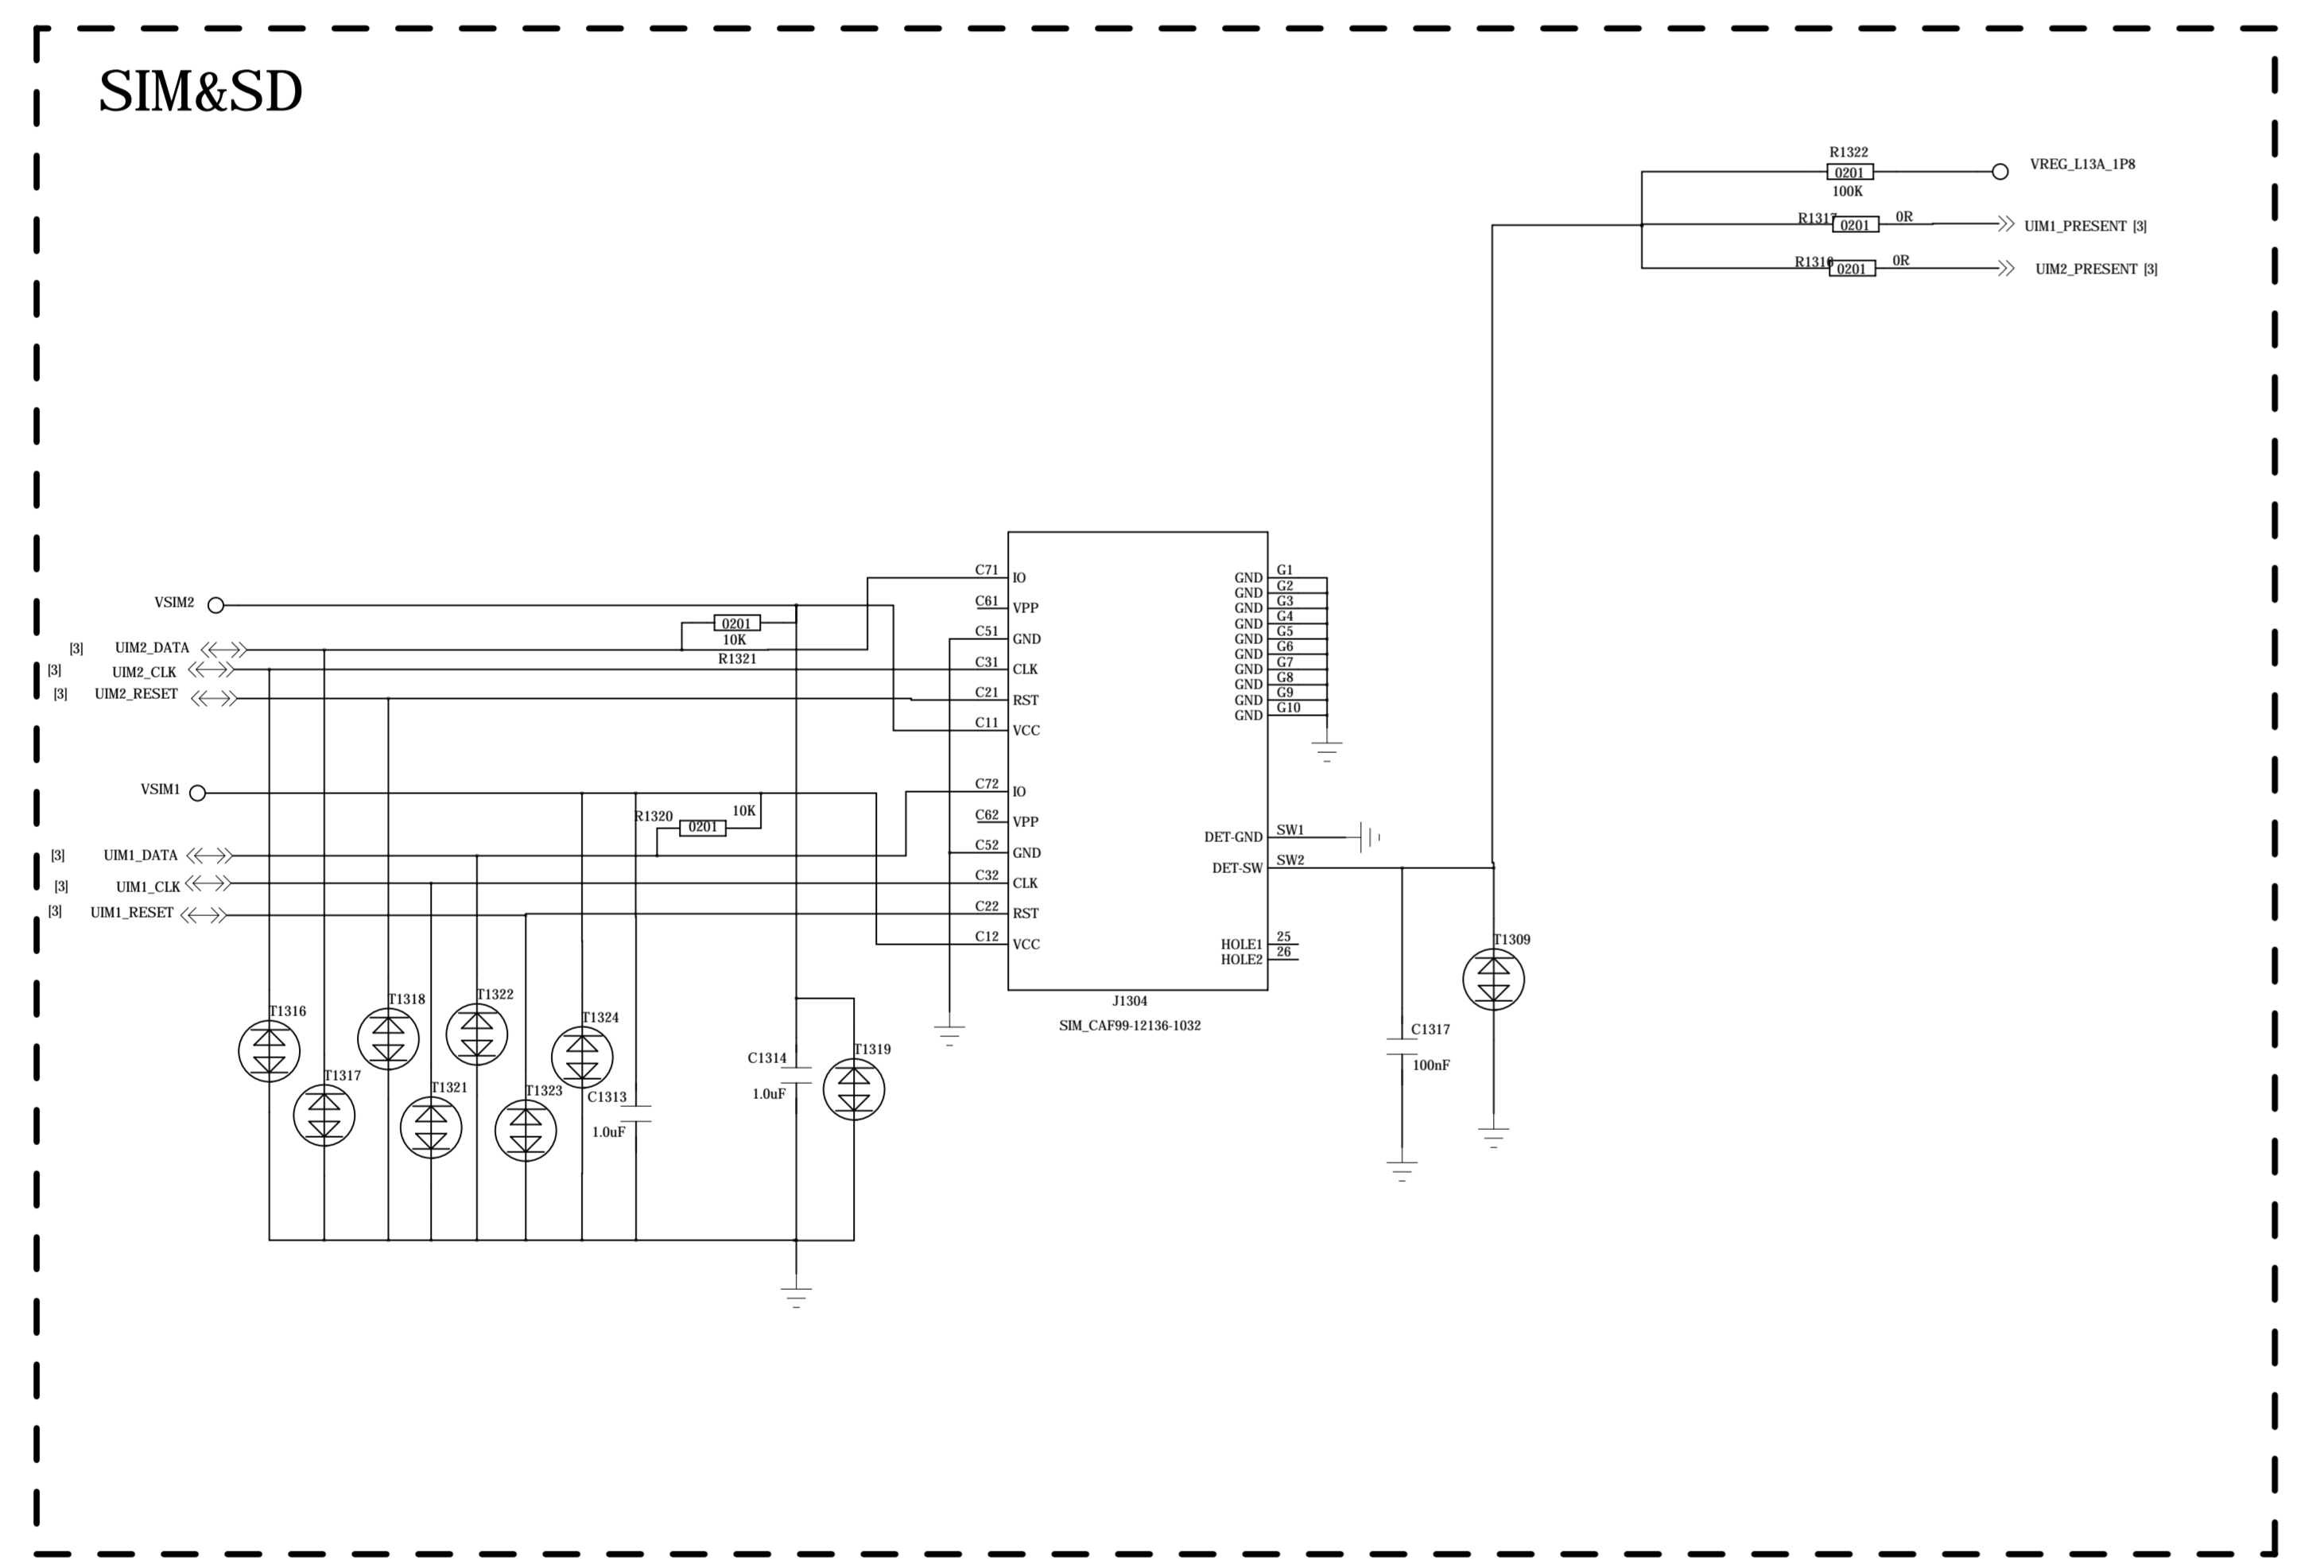 SIM&SD
R1322
0201
100K
VREG_L13A_1P8
R1317
0201
0R
UIM1_PRESENT [3]
0201
0R
UIM2_PRESENT [3]
VSIM2
0201
10K
R1321
[3] UIM2_DATA
[3] UIM2_CLK
[3] UIM2_RESET
VSIM1
R1320
0201
10K
[3] UIM1_DATA
[3] UIM1_CLK
[3] UIM1_RESET
C71 IO
C61 VPP
C51 GND
C31 CLK
C21 RST
C11 VCC
C72 IO
C62 VPP
C52 GND
C32 CLK
C22 RST
C12 VCC
GND G1
GND G2
GND G3
GND G4
GND G5
GND G6
GND G7
GND G8
GND G9
GND G10
DET-GND SW1
DET-SW SW2
HOLE1 25
HOLE2 26
J1304
SIM_CAF99-12136-1032
T1316
T1317
T1318
T1321
T1322
T1323
T1324
C1313
1.0uF
C1314
1.0uF
T1319
T1309
C1317
100nF